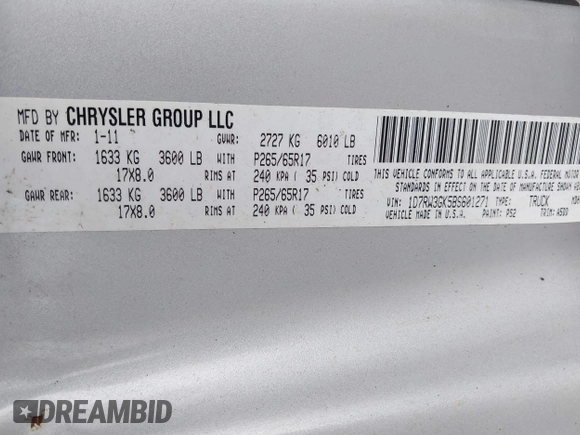 MFD BY CHRYSLER GROUP LLC
DATE OF MFR: 1-11 GVWR: 2727 KG 6010 LB
GAWR FRONT: 1633 KG 3600 LB WITH P265/65R17 TIRES
17X8.0 RIMS AT 240 KPA ( 35 PSI) COLD
GAWR REAR: 1633 KG 3600 LB WITH P265/65R17 TIRES
17X8.0 RIMS AT 240 KPA ( 35 PSI) COLD
THIS VEHICLE CONFORMS TO ALL APPLICABLE U.S.A. FEDERAL MOTOR
STANDARDS IN EFFECT ON THE DATE OF MANUFACTURE SHOWN
VIN: 1D7RW3GK5BS601271 TYPE: TRUCK
VEHICLE MADE IN U.S.A. PAINT: PS2 TRIM: A5DD
DREAMBID